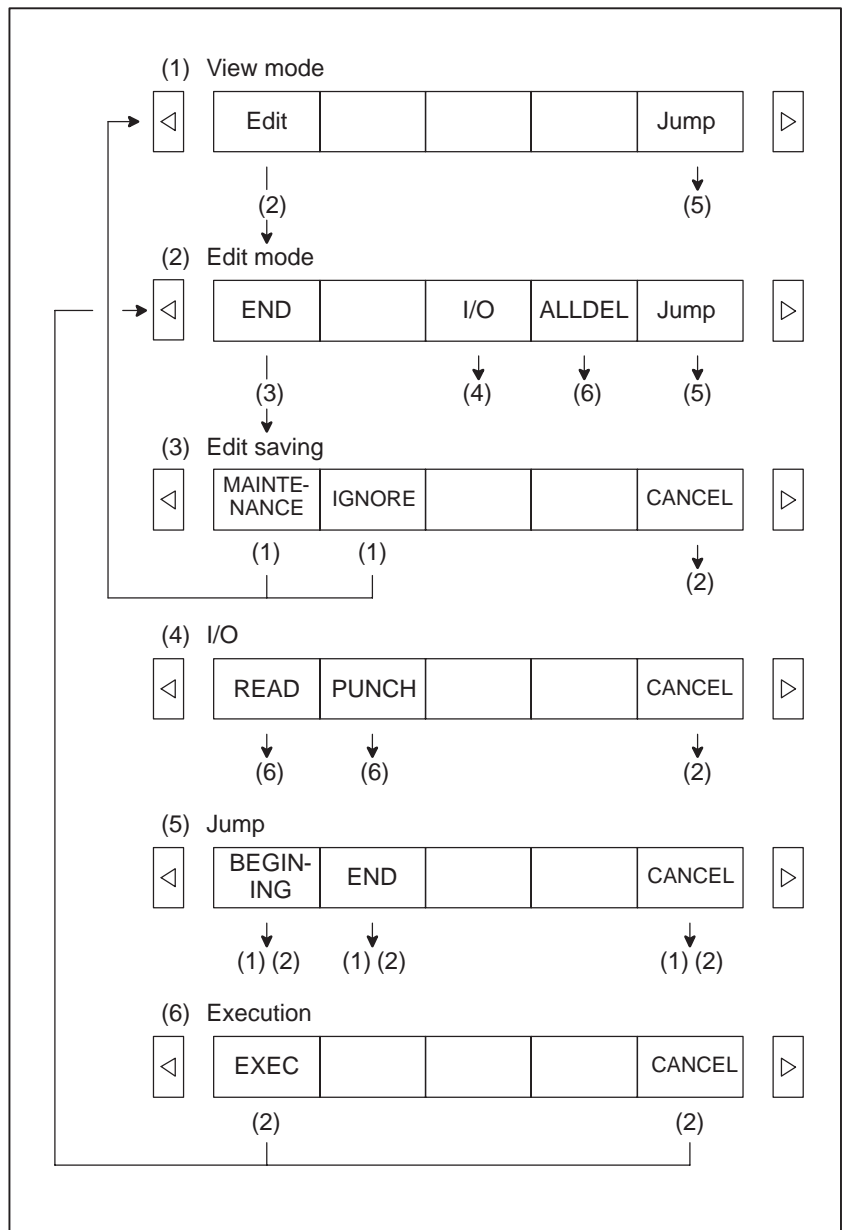 (1) View mode
Edit Jump
(2) (5)
(2) Edit mode
END I/O ALLDEL Jump
(3) (4) (6) (5)
(3) Edit saving
MAINTE-
NANCE IGNORE CANCEL
(1) (1) (2)
(4) I/O
READ PUNCH CANCEL
(6) (6) (2)
(5) Jump
BEGIN-
ING END CANCEL
(1) (2) (1) (2) (1) (2)
(6) Execution
EXEC CANCEL
(2) (2)